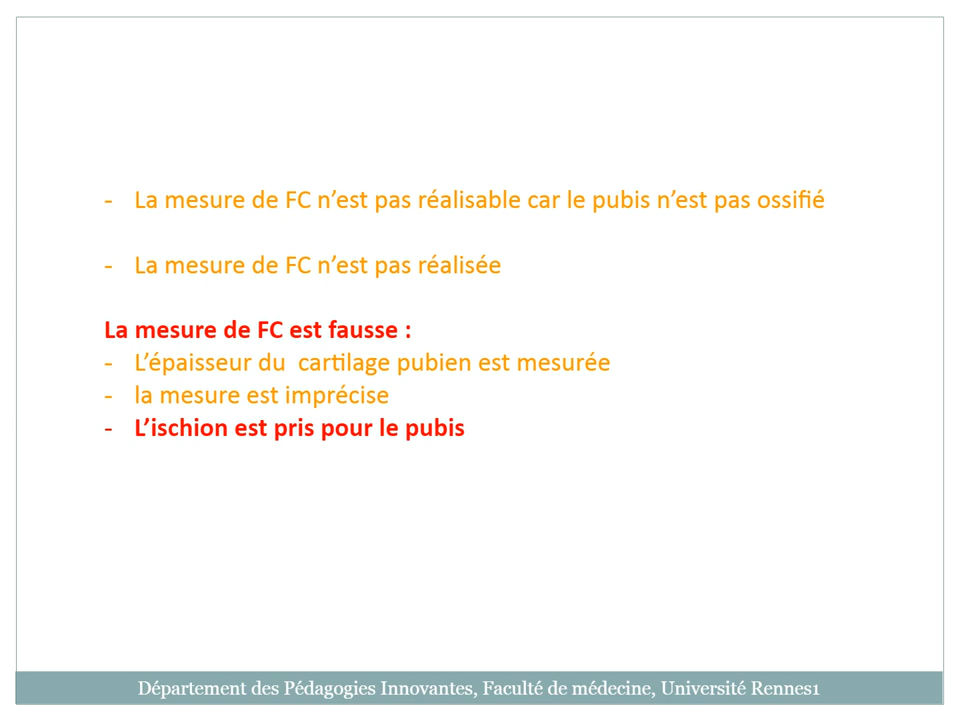 - La mesure de FC n’est pas réalisable car le pubis n’est pas ossifié
- La mesure de FC n’est pas réalisée
La mesure de FC est fausse :
- L’épaisseur du  cartilage pubien est mesurée
- la mesure est imprécise
- L’ischion est pris pour le pubis
Département des Pédagogies Innovantes, Faculté de médecine, Université Rennes1